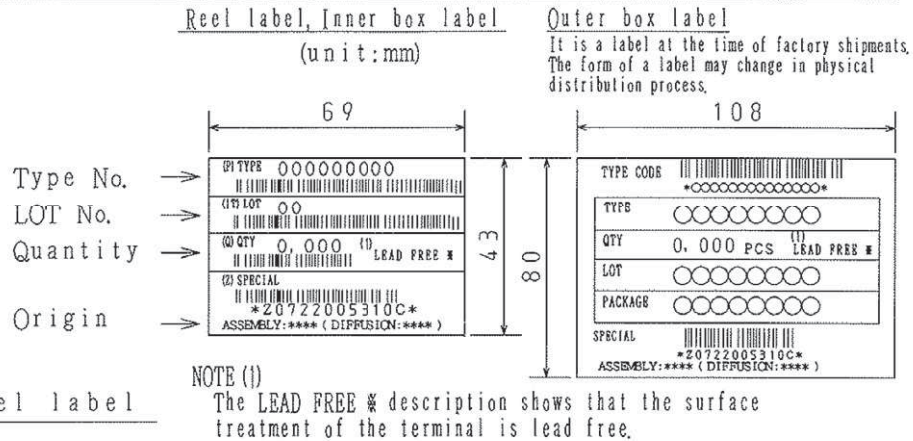 Reel label, Inner box label
(unit:mm)
Outer box label
It is a label at the time of factory shipments.
The form of a label may change in physical
distribution process.
69
108
Type No.
LOT No.
Quantity
Origin
(P) TYPE 000000000
(1T) LOT 00
(Q) QTY 0,000 (1) LEAD FREE ※
(Z) SPECIAL
*Z0722005310C*
ASSEMBLY:**** (DIFFUSION:****)
43
80
TYPE CODE
*○○○○○○○○○○○○○○*
TYPE ○○○○○○○○
QTY 0,000 PCS (1) LEAD FREE ※
LOT ○○○○○○○○
PACKAGE ○○○○○○○○
SPECIAL
*Z0722005310C*
ASSEMBLY:**** (DIFFUSION:****)
NOTE (1)
The LEAD FREE ※ description shows that the surface
treatment of the terminal is lead free.
el label